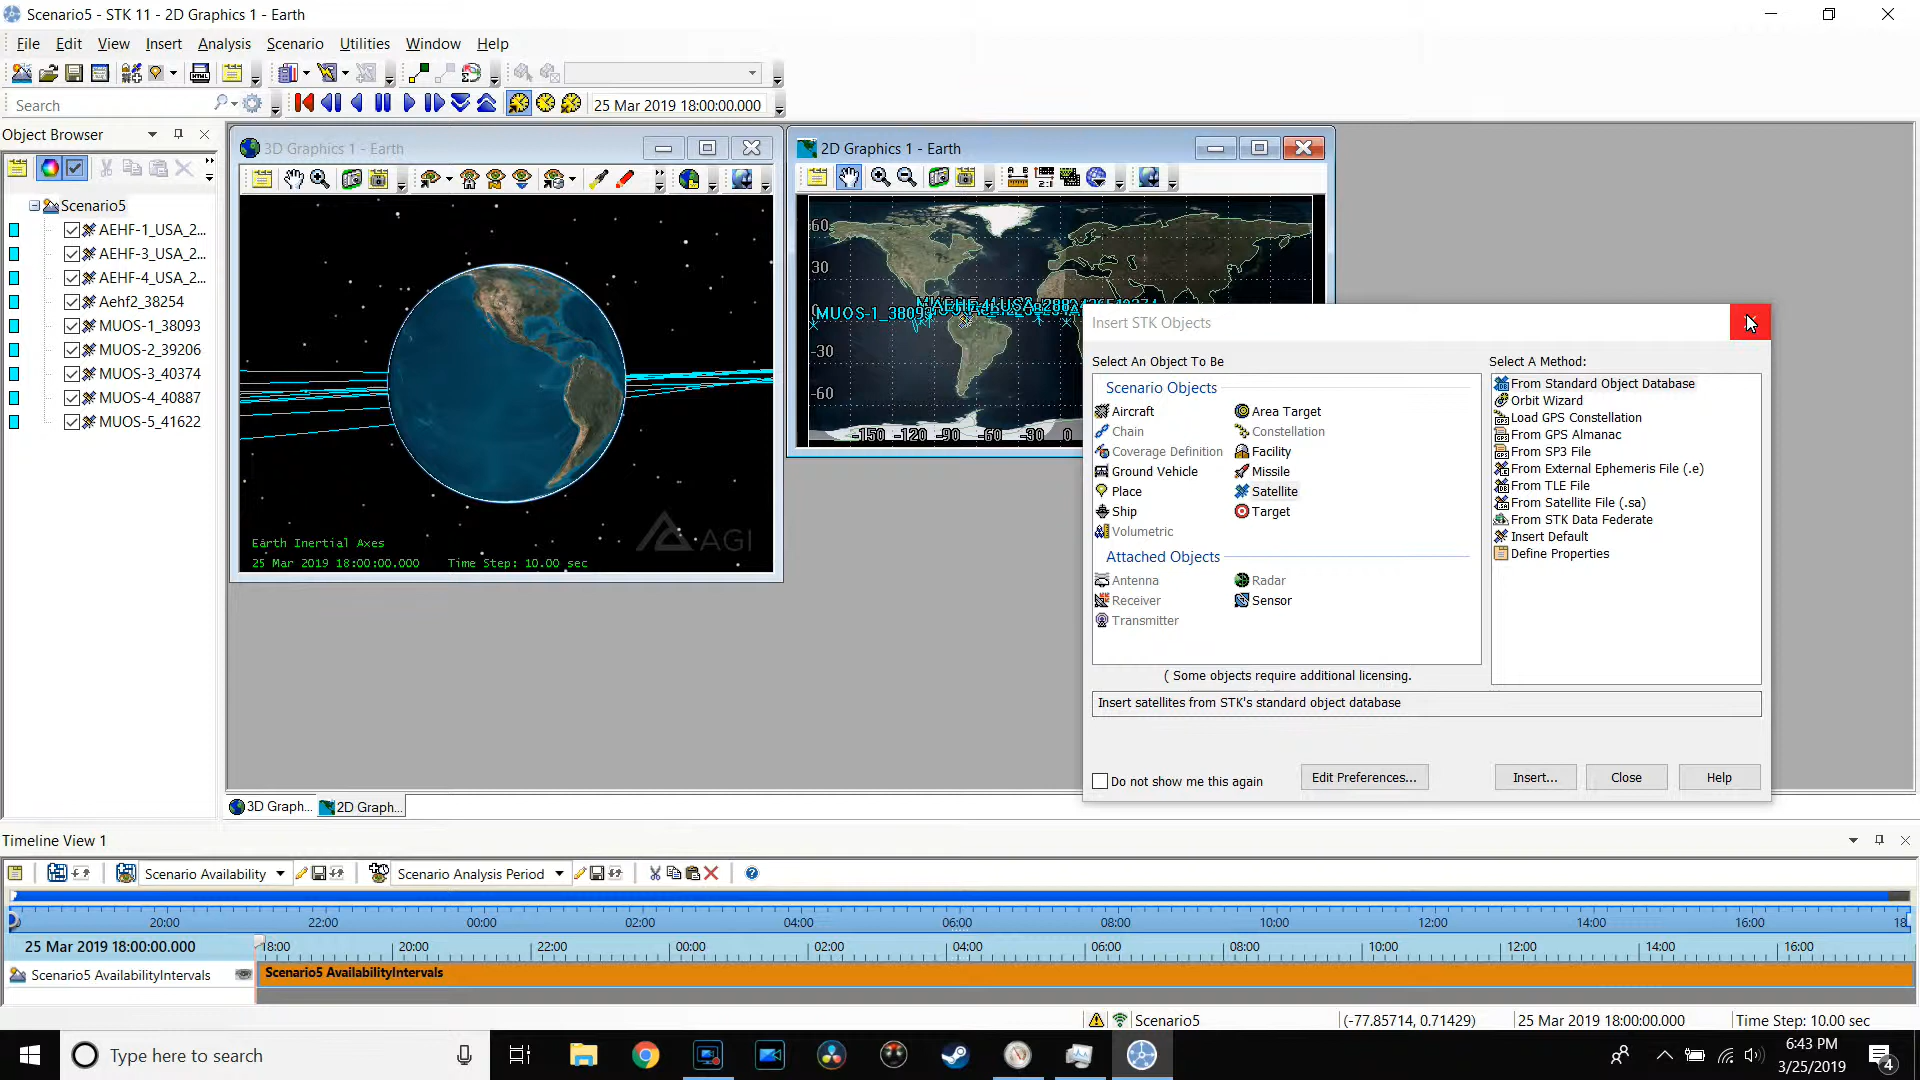 Scenario5 - STK 11 - 2D Graphics 1 - Earth
File Edit View Insert Analysis Scenario Utilities Window Help
Search
25 Mar 2019 18:00:00.000
Object Browser
Scenario5
AEHF-1_USA_2...
AEHF-3_USA_2...
AEHF-4_USA_2...
Aehf2_38254
MUOS-1_38093
MUOS-2_39206
MUOS-3_40374
MUOS-4_40887
MUOS-5_41622
3D Graphics 1 - Earth
AGI
Earth Inertial Axes
25 Mar 2019 18:00:00.000 Time Step: 10.00 sec
2D Graphics 1 - Earth
60
30
0
-30
-60
-150 -120 -90 -60 -30 0
MUOS-1_38093
Insert STK Objects
Select An Object To Be
Scenario Objects
Aircraft Area Target
Chain Constellation
Coverage Definition Facility
Ground Vehicle Missile
Place Satellite
Ship Target
Volumetric
Attached Objects
Antenna Radar
Receiver Sensor
Transmitter
( Some objects require additional licensing.
Select A Method:
From Standard Object Database
Orbit Wizard
Load GPS Constellation
From GPS Almanac
From SP3 File
From External Ephemeris File (.e)
From TLE File
From Satellite File (.sa)
From STK Data Federate
Insert Default
Define Properties
Insert satellites from STK's standard object database
Do not show me this again Edit Preferences... Insert... Close Help
3D Graph... 2D Graph...
Timeline View 1
Scenario Availability Scenario Analysis Period
20:00 22:00 00:00 02:00 04:00 06:00 08:00 10:00 12:00 14:00 16:00 18:
25 Mar 2019 18:00:00.000 18:00 20:00 22:00 00:00 02:00 04:00 06:00 08:00 10:00 12:00 14:00 16:00
Scenario5 AvailabilityIntervals Scenario5 AvailabilityIntervals
Scenario5 (-77.85714, 0.71429) 25 Mar 2019 18:00:00.000 Time Step: 10.00 sec
Type here to search
6:43 PM
3/25/2019
4